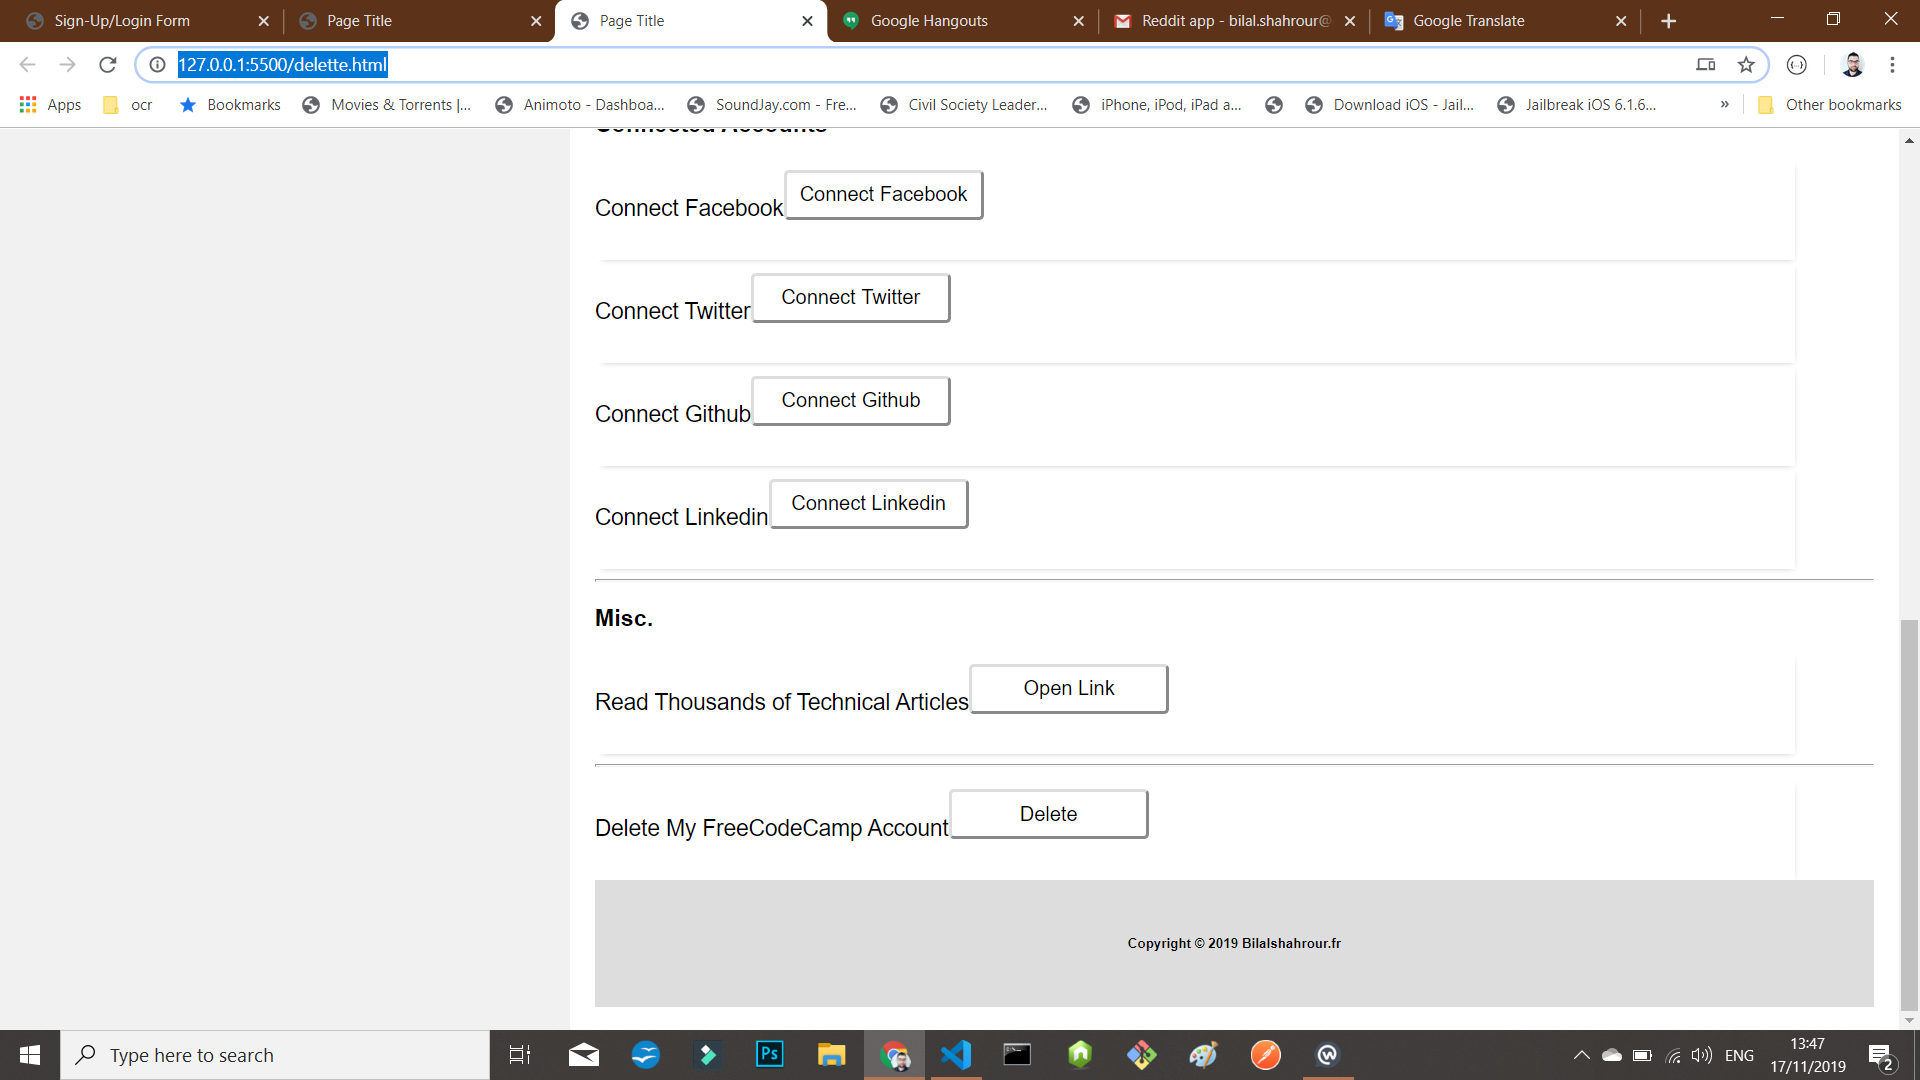 Sign-Up/Login Form
Page Title
Page Title
Google Hangouts
Reddit app - bilal.shahrour@
Google Translate
127.0.0.1:5500/delette.html
Apps
ocr
Bookmarks
Movies & Torrents |...
Animoto - Dashboa...
SoundJay.com - Fre...
Civil Society Leader...
iPhone, iPod, iPad a...
Download iOS - Jail...
Jailbreak iOS 6.1.6...
»
Other bookmarks
Connected Accounts
Connect Facebook Connect Facebook
Connect Twitter Connect Twitter
Connect Github Connect Github
Connect Linkedin Connect Linkedin
Misc.
Read Thousands of Technical Articles Open Link
Delete My FreeCodeCamp Account Delete
Copyright © 2019 Bilalshahrour.fr
Type here to search
Ps
ENG
13:47
17/11/2019
2